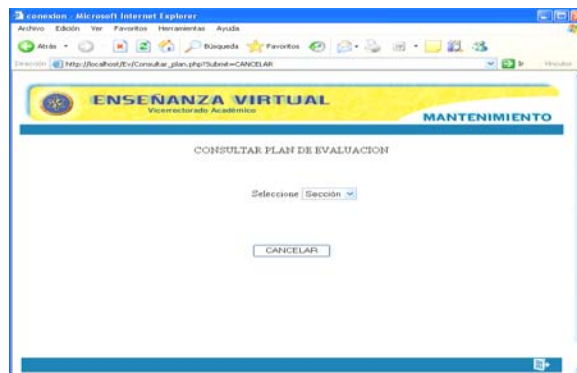 conexion - Microsoft Internet Explorer
Archivo Edición Ver Favoritos Herramientas Ayuda
Atrás Búsqueda Favoritos
Dirección http://localhost/Ev/Consultar_plan.php?Submit=CANCELAR Ir Vínculos
ENSEÑANZA VIRTUAL
Vicerrectorado Académico
MANTENIMIENTO
CONSULTAR PLAN DE EVALUACION
Seleccione Sección
CANCELAR